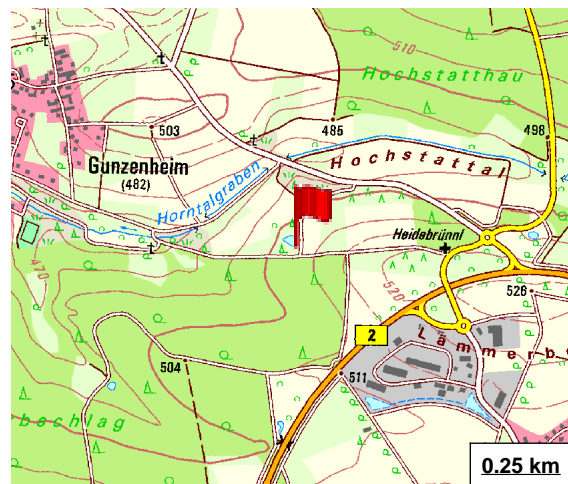 510
Hochstatthau
503
485
498
Gunzenheim
(482)
Hochstattal
Horntalgraben
Heidebrünnl
470
520
526
2
Lämmerb
504
511
bschlag
0.25 km